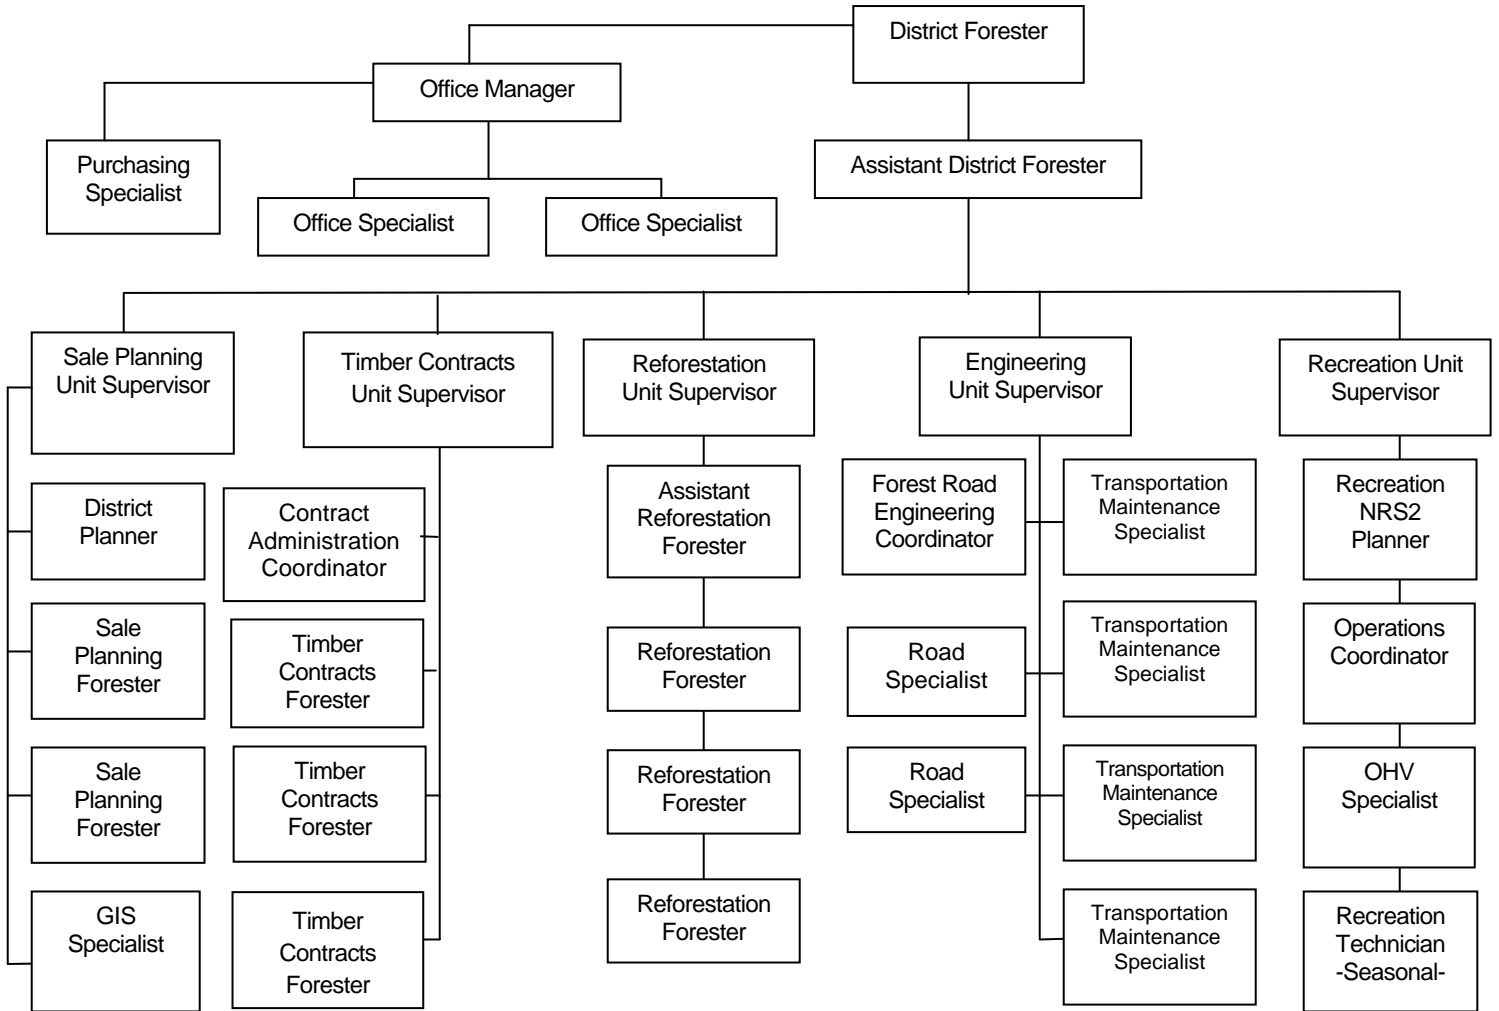 District Forester
Office Manager
Purchasing
Specialist
Assistant District Forester
Office Specialist
Office Specialist
Sale Planning
Unit Supervisor
Timber Contracts
Unit Supervisor
Reforestation
Unit Supervisor
Engineering
Unit Supervisor
Recreation Unit
Supervisor
District
Planner
Contract
Administration
Coordinator
Assistant
Reforestation
Forester
Forest Road
Engineering
Coordinator
Transportation
Maintenance
Specialist
Recreation
NRS2
Planner
Sale
Planning
Forester
Timber
Contracts
Forester
Reforestation
Forester
Road
Specialist
Transportation
Maintenance
Specialist
Operations
Coordinator
Sale
Planning
Forester
Timber
Contracts
Forester
Reforestation
Forester
Road
Specialist
Transportation
Maintenance
Specialist
OHV
Specialist
GIS
Specialist
Timber
Contracts
Forester
Reforestation
Forester
Transportation
Maintenance
Specialist
Recreation
Technician
-Seasonal-